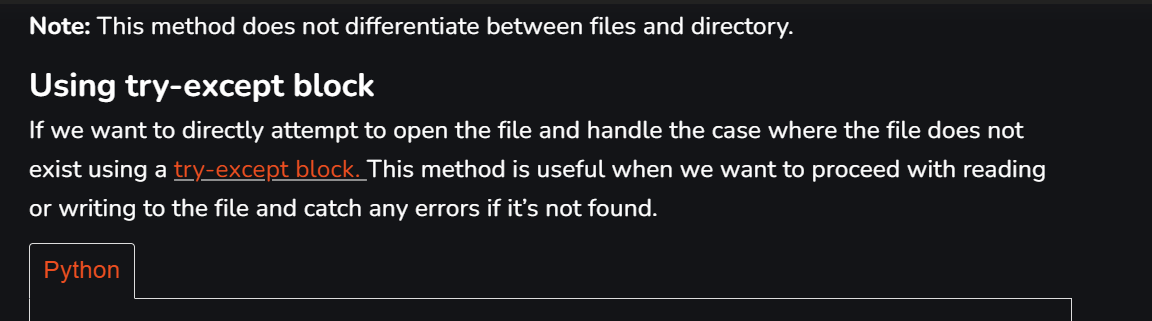 Note: This method does not differentiate between files and directory.
Using try-except block
If we want to directly attempt to open the file and handle the case where the file does not
exist using a try-except block. This method is useful when we want to proceed with reading
or writing to the file and catch any errors if it’s not found.
Python